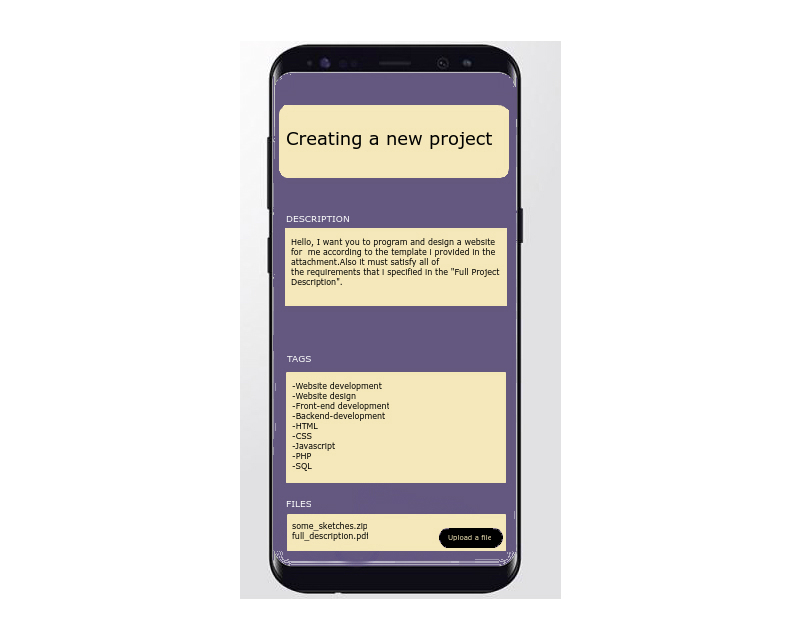 Creating a new project
DESCRIPTION
Hello, I want you to program and design a website
for me according to the template I provided in the
attachment.Also it must satisfy all of
the requirements that I specified in the "Full Project
Description".
TAGS
-Website development
-Website design
-Front-end development
-Backend-development
-HTML
-CSS
-Javascript
-PHP
-SQL
FILES
some_sketches.zip
full_description.pdf
Upload a file